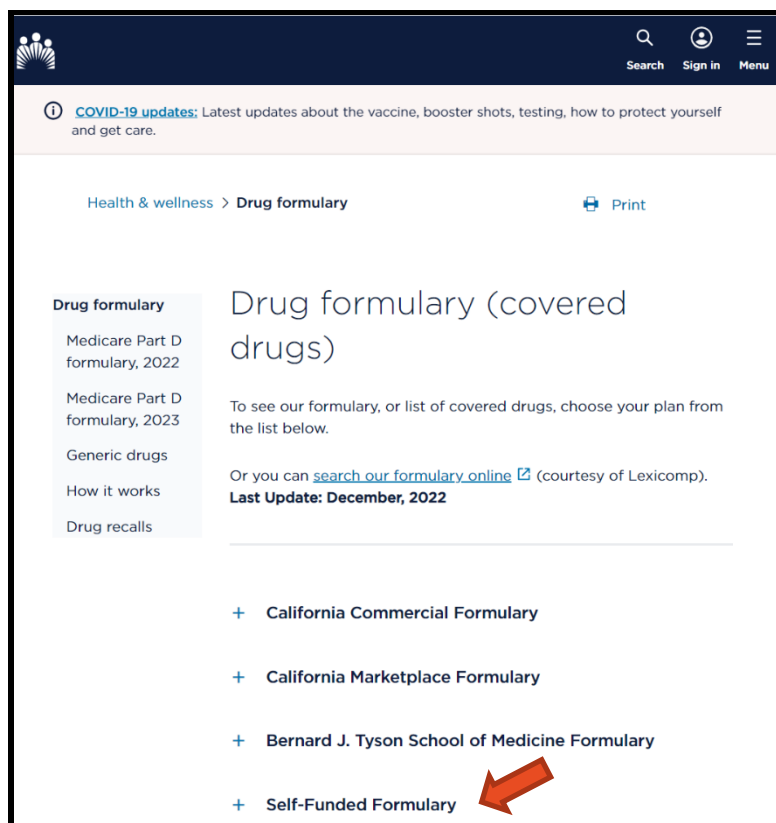 Search Sign in Menu
COVID-19 updates: Latest updates about the vaccine, booster shots, testing, how to protect yourself
and get care.
Health & wellness > Drug formulary
Print
Drug formulary
Medicare Part D
formulary, 2022
Medicare Part D
formulary, 2023
Generic drugs
How it works
Drug recalls
Drug formulary (covered
drugs)
To see our formulary, or list of covered drugs, choose your plan from
the list below.
Or you can search our formulary online (courtesy of Lexicomp).
Last Update: December, 2022
+ California Commercial Formulary
+ California Marketplace Formulary
+ Bernard J. Tyson School of Medicine Formulary
+ Self-Funded Formulary